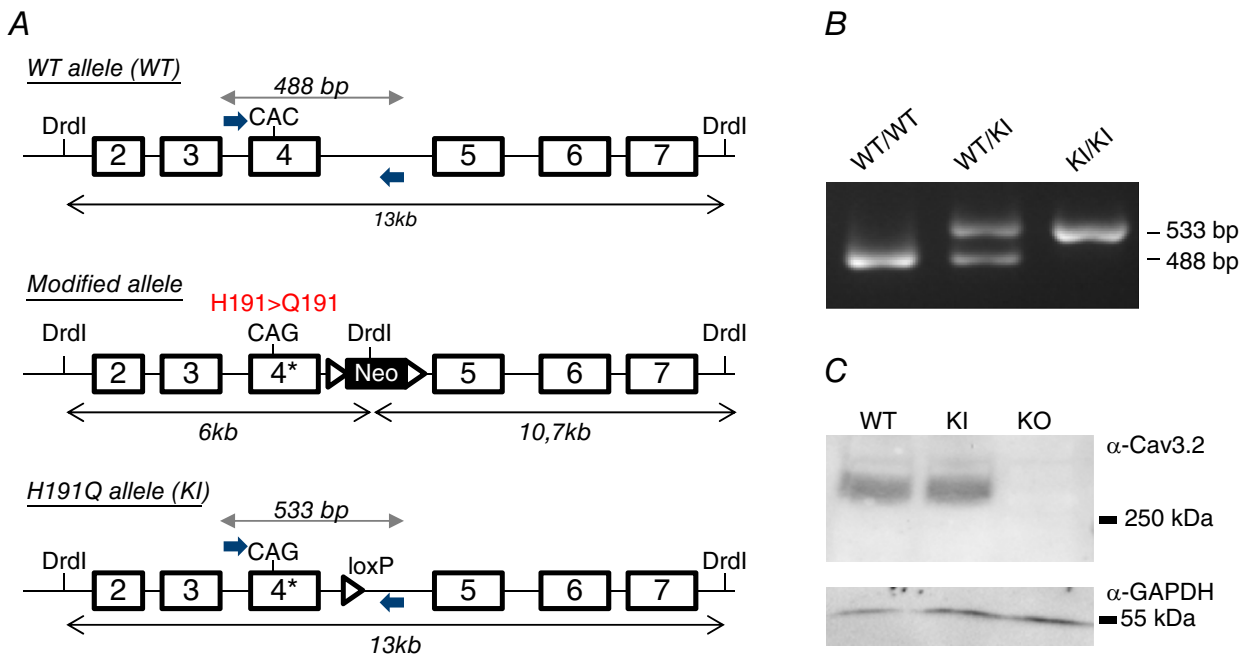 A
WT allele (WT)
488 bp
DrdI
CAC
DrdI
2
3
4
5
6
7
13kb
Modified allele
H191>Q191
DrdI
CAG
DrdI
DrdI
2
3
4*
Neo
5
6
7
6kb
10,7kb
H191Q allele (KI)
533 bp
DrdI
CAG
loxP
DrdI
2
3
4*
5
6
7
13kb
B
WT/WT
WT/KI
KI/KI
533 bp
488 bp
C
WT KI KO
α-Cav3.2
250 kDa
α-GAPDH
55 kDa